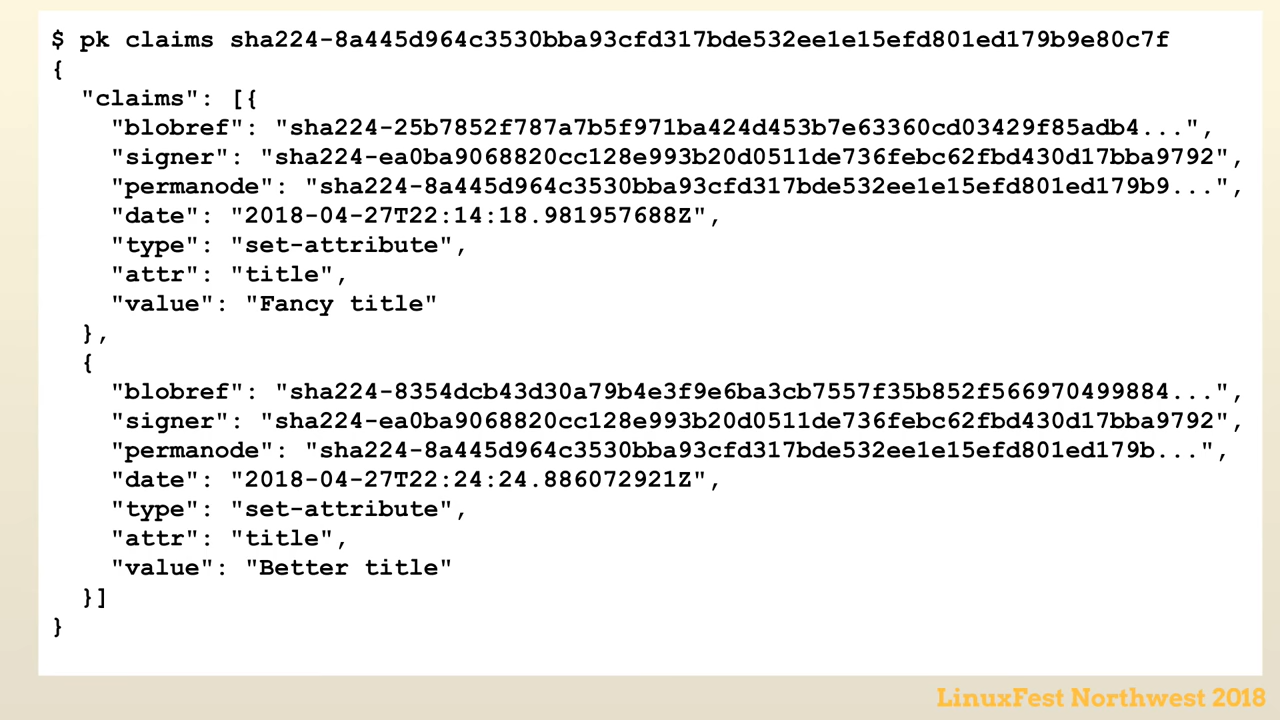 $ pk claims sha224-8a445d964c3530bba93cfd317bde532ee1e15efd801ed179b9e80c7f
{
  "claims": [{
    "blobref": "sha224-25b7852f787a7b5f971ba424d453b7e63360cd03429f85adb4...",
    "signer": "sha224-ea0ba9068820cc128e993b20d0511de736febc62fbd430d17bba9792",
    "permanode": "sha224-8a445d964c3530bba93cfd317bde532ee1e15efd801ed179b9...",
    "date": "2018-04-27T22:14:18.981957688Z",
    "type": "set-attribute",
    "attr": "title",
    "value": "Fancy title"
  },
  {
    "blobref": "sha224-8354dcb43d30a79b4e3f9e6ba3cb7557f35b852f566970499884...",
    "signer": "sha224-ea0ba9068820cc128e993b20d0511de736febc62fbd430d17bba9792",
    "permanode": "sha224-8a445d964c3530bba93cfd317bde532ee1e15efd801ed179b...",
    "date": "2018-04-27T22:24:24.886072921Z",
    "type": "set-attribute",
    "attr": "title",
    "value": "Better title"
  }]
}
LinuxFest Northwest 2018